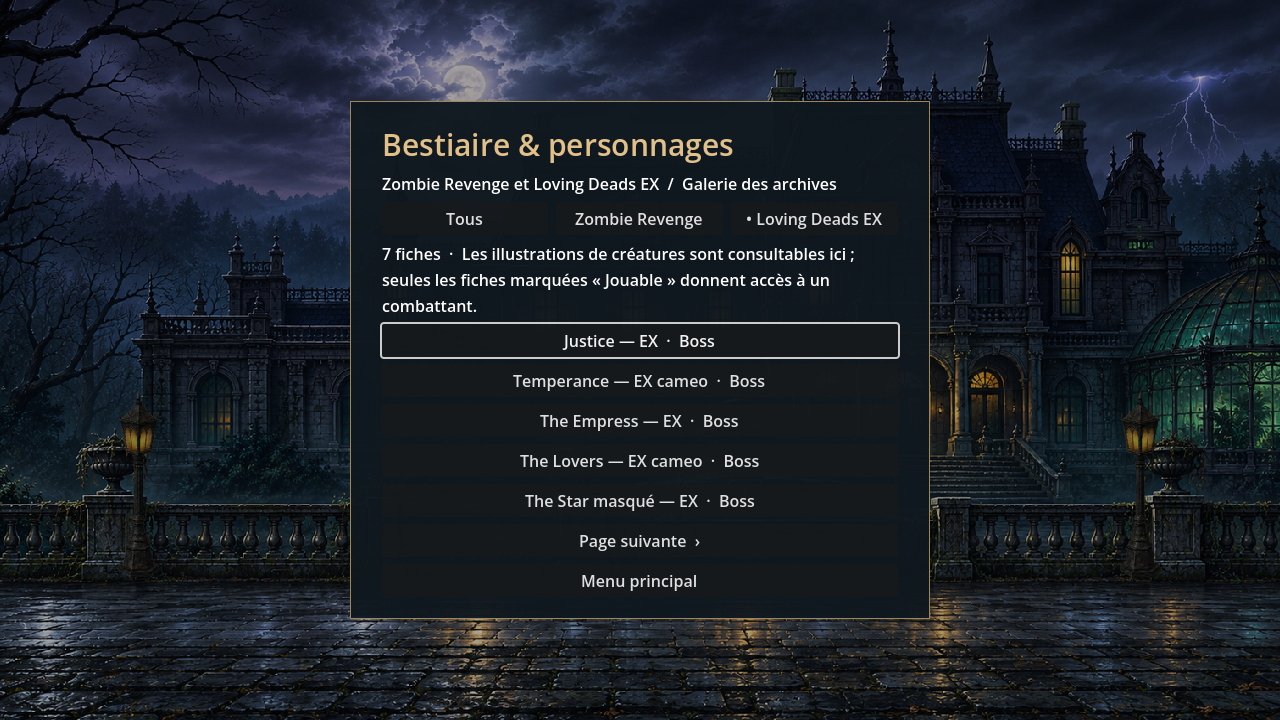 Bestiaire & personnages
Zombie Revenge et Loving Deads EX / Galerie des archives
Tous
Zombie Revenge
• Loving Deads EX
7 fiches · Les illustrations de créatures sont consultables ici ;
seules les fiches marquées « Jouable » donnent accès à un
combattant.
Justice — EX · Boss
Temperance — EX cameo · Boss
The Empress — EX · Boss
The Lovers — EX cameo · Boss
The Star masqué — EX · Boss
Page suivante ›
Menu principal